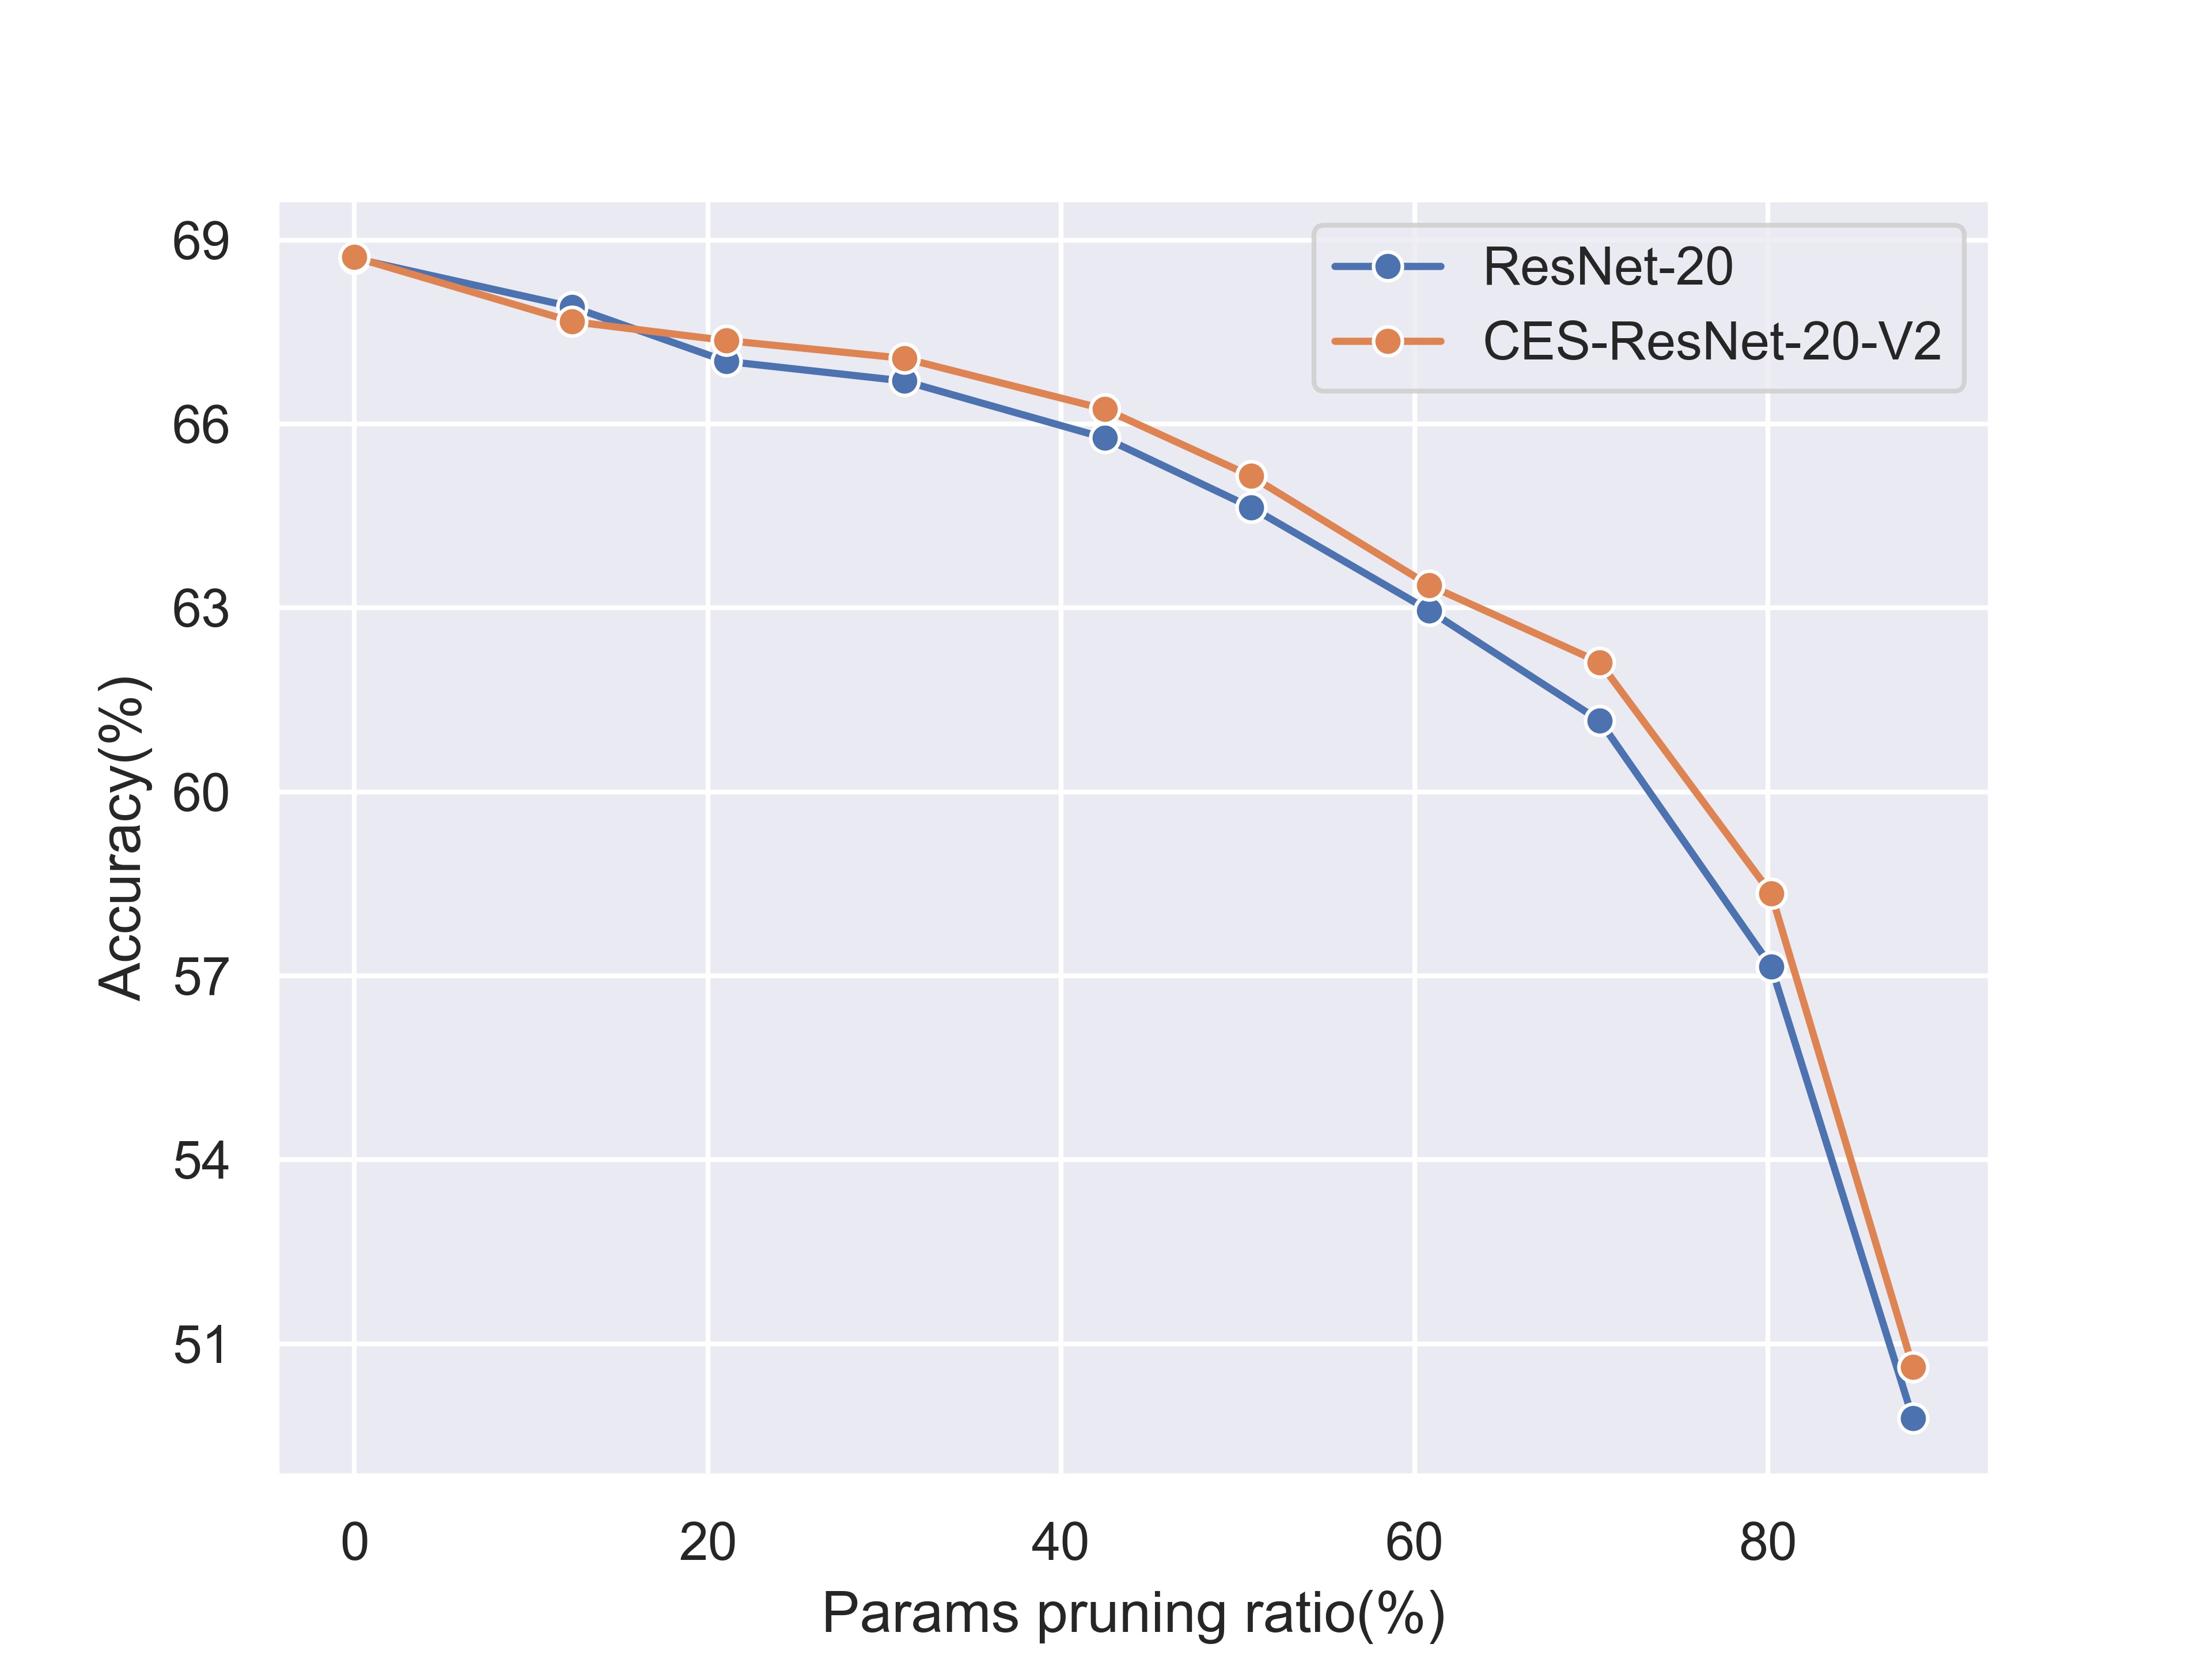 69
66
63
60
57
54
51
Accuracy(%)
ResNet-20
CES-ResNet-20-V2
0 20 40 60 80
Params pruning ratio(%)